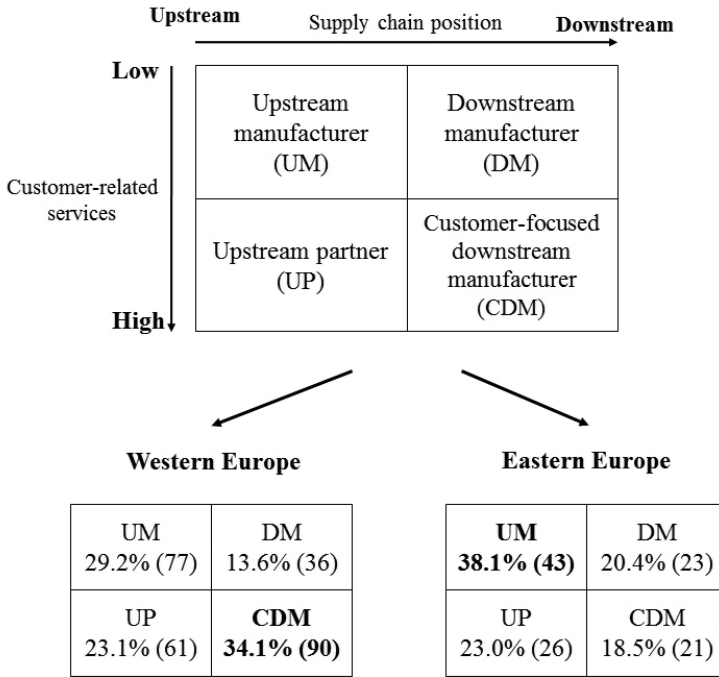 Upstream
Supply chain position
Downstream
Low
Upstream
manufacturer
(UM)
Downstream
manufacturer
(DM)
Customer-related
services
Upstream partner
(UP)
Customer-focused
downstream
manufacturer
(CDM)
High
Western Europe
Eastern Europe
UM
29.2% (77)
DM
13.6% (36)
UP
23.1% (61)
CDM
34.1% (90)
UM
38.1% (43)
DM
20.4% (23)
UP
23.0% (26)
CDM
18.5% (21)